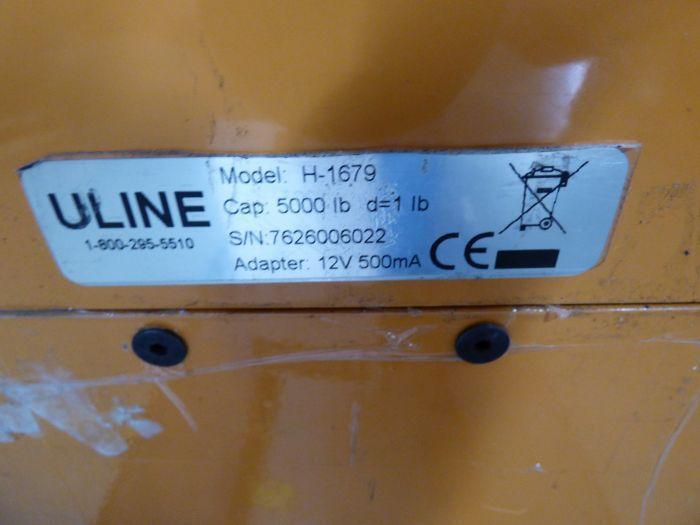 ULINE
1-800-295-5510
Model: H-1679
Cap: 5000 lb d=1 lb
S/N:7626006022
Adapter: 12V 500mA
CE